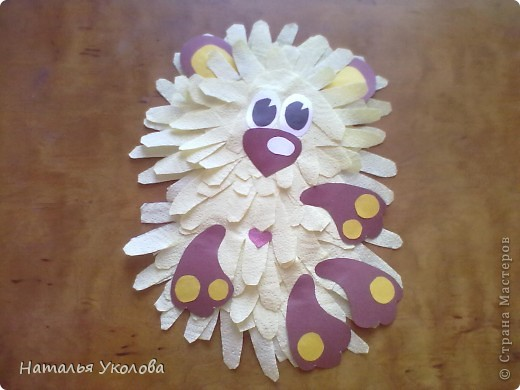 Наталья Уколова
© Страна Мастеров